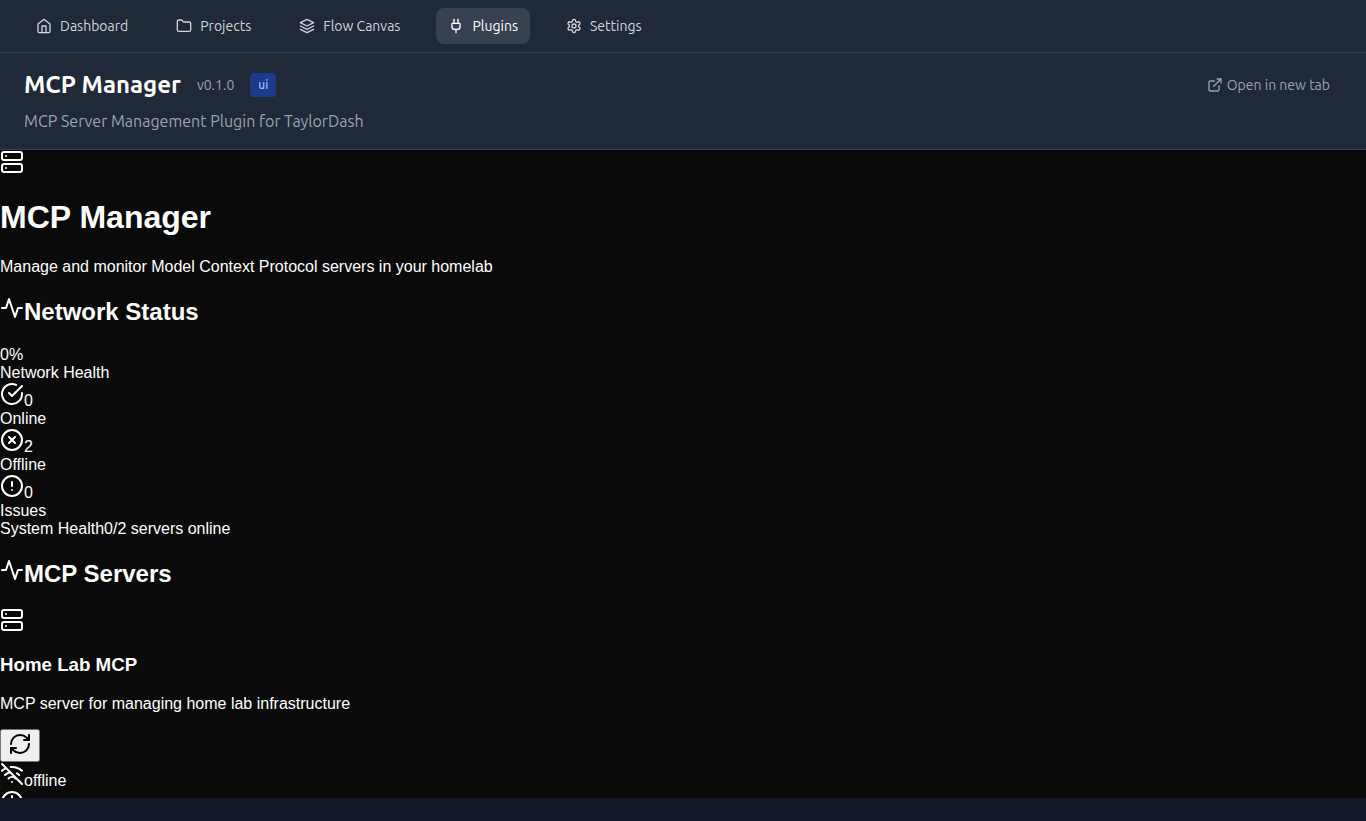 Dashboard Projects Flow Canvas Plugins Settings
MCP Manager v0.1.0 ui Open in new tab
MCP Server Management Plugin for TaylorDash
MCP Manager
Manage and monitor Model Context Protocol servers in your homelab
Network Status
0%
Network Health
0
Online
2
Offline
0
Issues
System Health0/2 servers online
MCP Servers
Home Lab MCP
MCP server for managing home lab infrastructure
offline